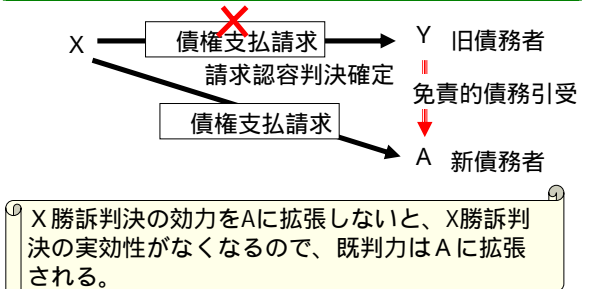 X 債権支払請求 Y 旧債務者
請求認容判決確定
免責的債務引受
債権支払請求
A 新債務者
X勝訴判決の効力をAに拡張しないと、X勝訴判
決の実効性がなくなるので、既判力はAに拡張
される。